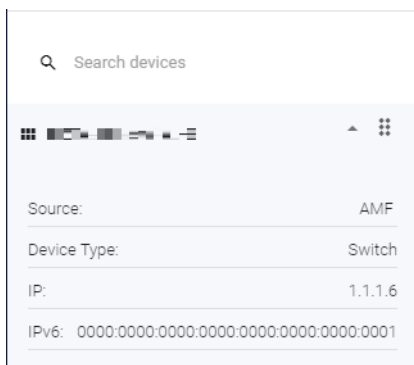 Search devices
Source: AMF
Device Type: Switch
IP: 1.1.1.6
IPv6: 0000:0000:0000:0000:0000:0000:0000:0001